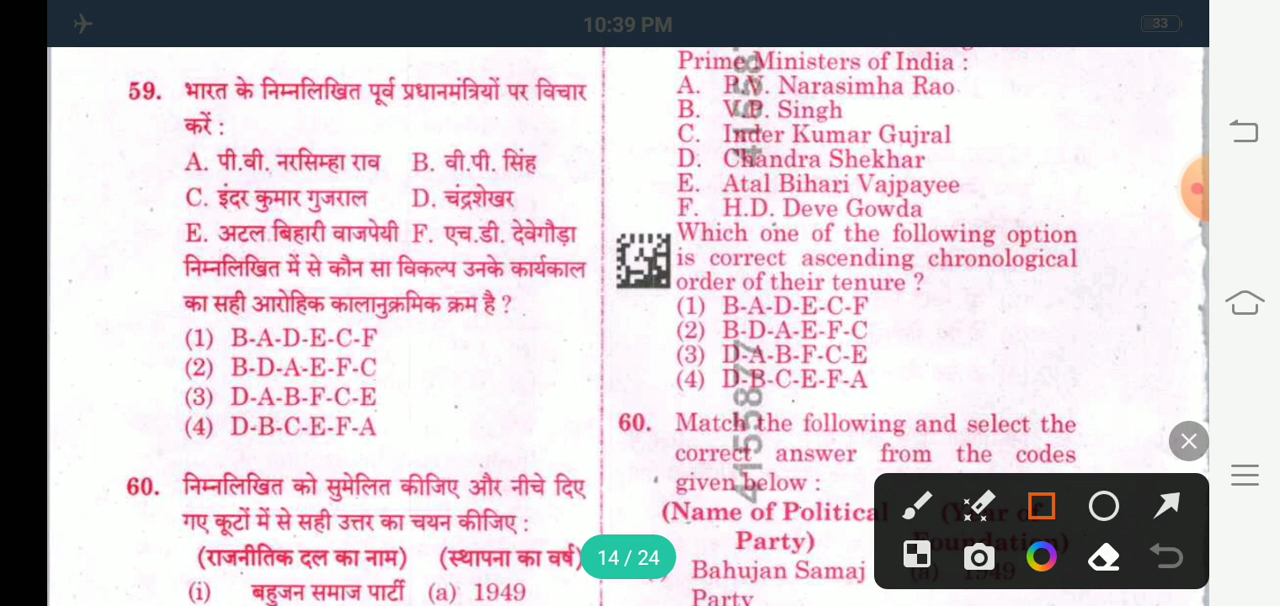 10:39 PM
33
59. भारत के निम्नलिखित पूर्व प्रधानमंत्रियों पर विचार
करें :
A. पी.वी. नरसिम्हा राव B. वी.पी. सिंह
C. इंदर कुमार गुजराल D. चंद्रशेखर
E. अटल बिहारी वाजपेयी F. एच.डी. देवेगौड़ा
निम्नलिखित में से कौन सा विकल्प उनके कार्यकाल
का सही आरोहिक कालानुक्रमिक क्रम है ?
(1) B-A-D-E-C-F
(2) B-D-A-E-F-C
(3) D-A-B-F-C-E
(4) D-B-C-E-F-A
60. निम्नलिखित को सुमेलित कीजिए और नीचे दिए
गए कूटों में से सही उत्तर का चयन कीजिए :
(राजनीतिक दल का नाम) (स्थापना का वर्ष)
(i) बहुजन समाज पार्टी (a) 1949
Prime Ministers of India :
A. P.V. Narasimha Rao
B. V.P. Singh
C. Inder Kumar Gujral
D. Chandra Shekhar
E. Atal Bihari Vajpayee
F. H.D. Deve Gowda
Which one of the following option
is correct ascending chronological
order of their tenure ?
(1) B-A-D-E-C-F
(2) B-D-A-E-F-C
(3) D-A-B-F-C-E
(4) D-B-C-E-F-A
60. Match the following and select the
correct answer from the codes
given below :
(Name of Political (Year of
Party) Foundation)
Bahujan Samaj (a) 1949
Party
14 / 24